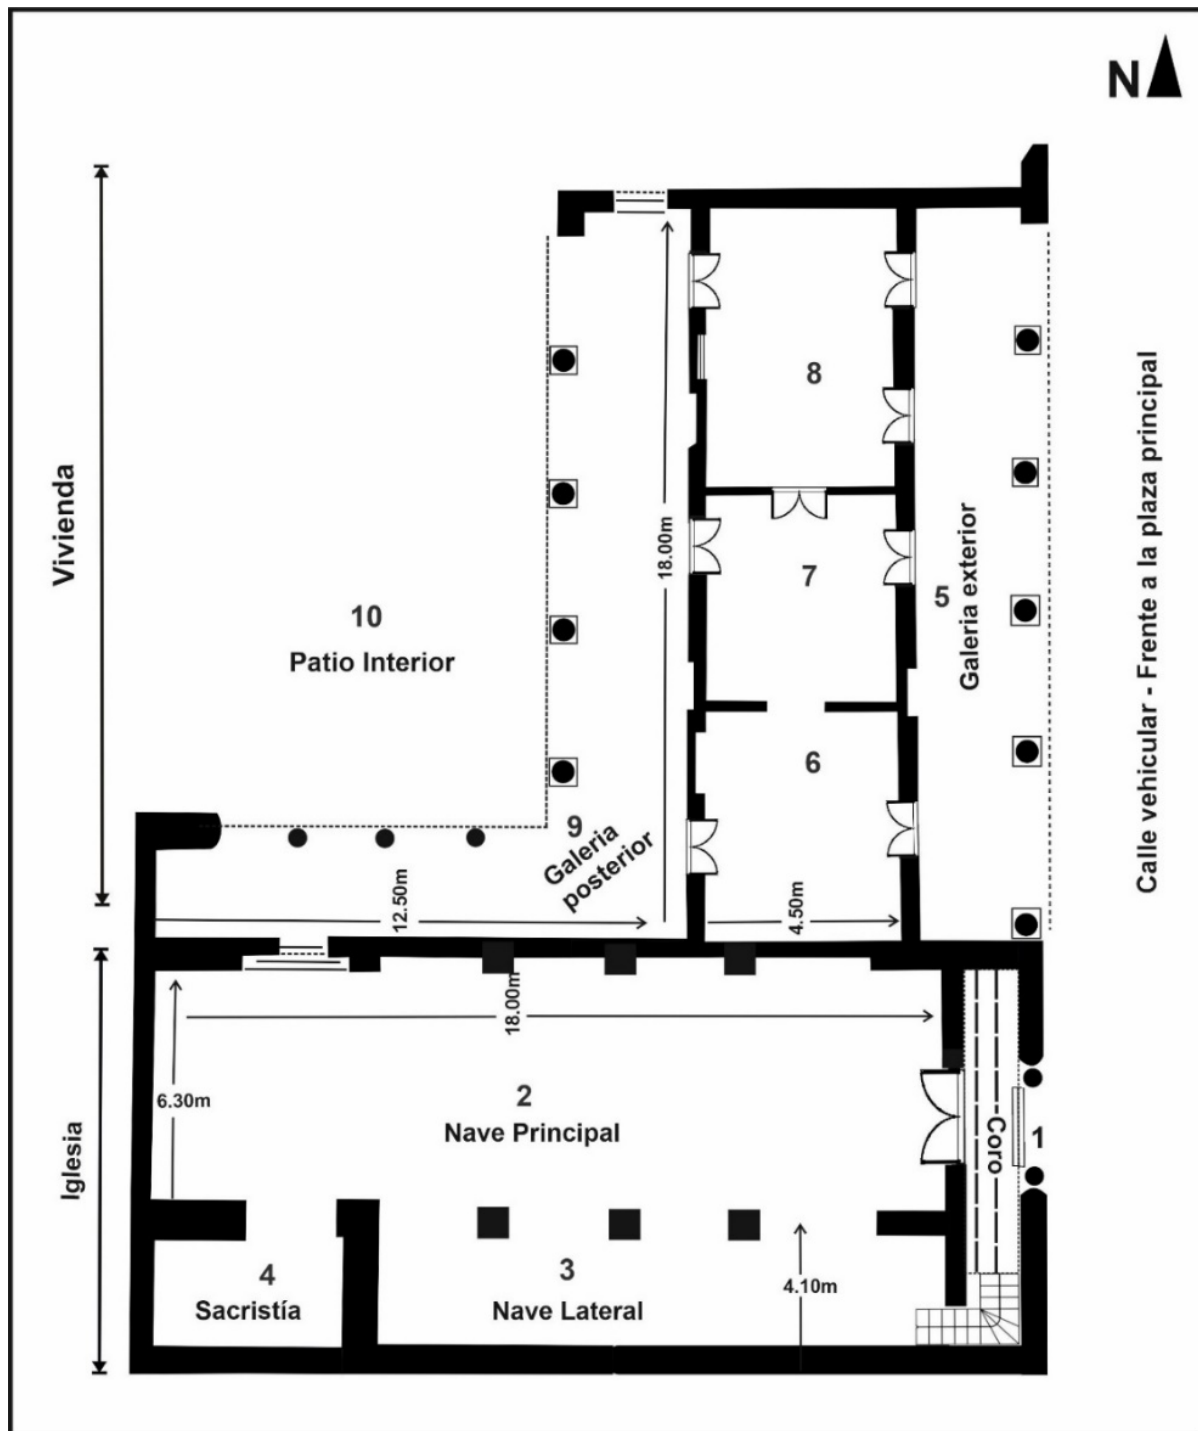 N
8
Vivienda
18.00m
7
5
Galeria exterior
Calle vehicular - Frente a la plaza principal
10
Patio Interior
6
9
Galeria
posterior
12.50m
4.50m
18.00m
6.30m
2
Nave Principal
Coro
1
Iglesia
4
Sacristía
3
Nave Lateral
4.10m